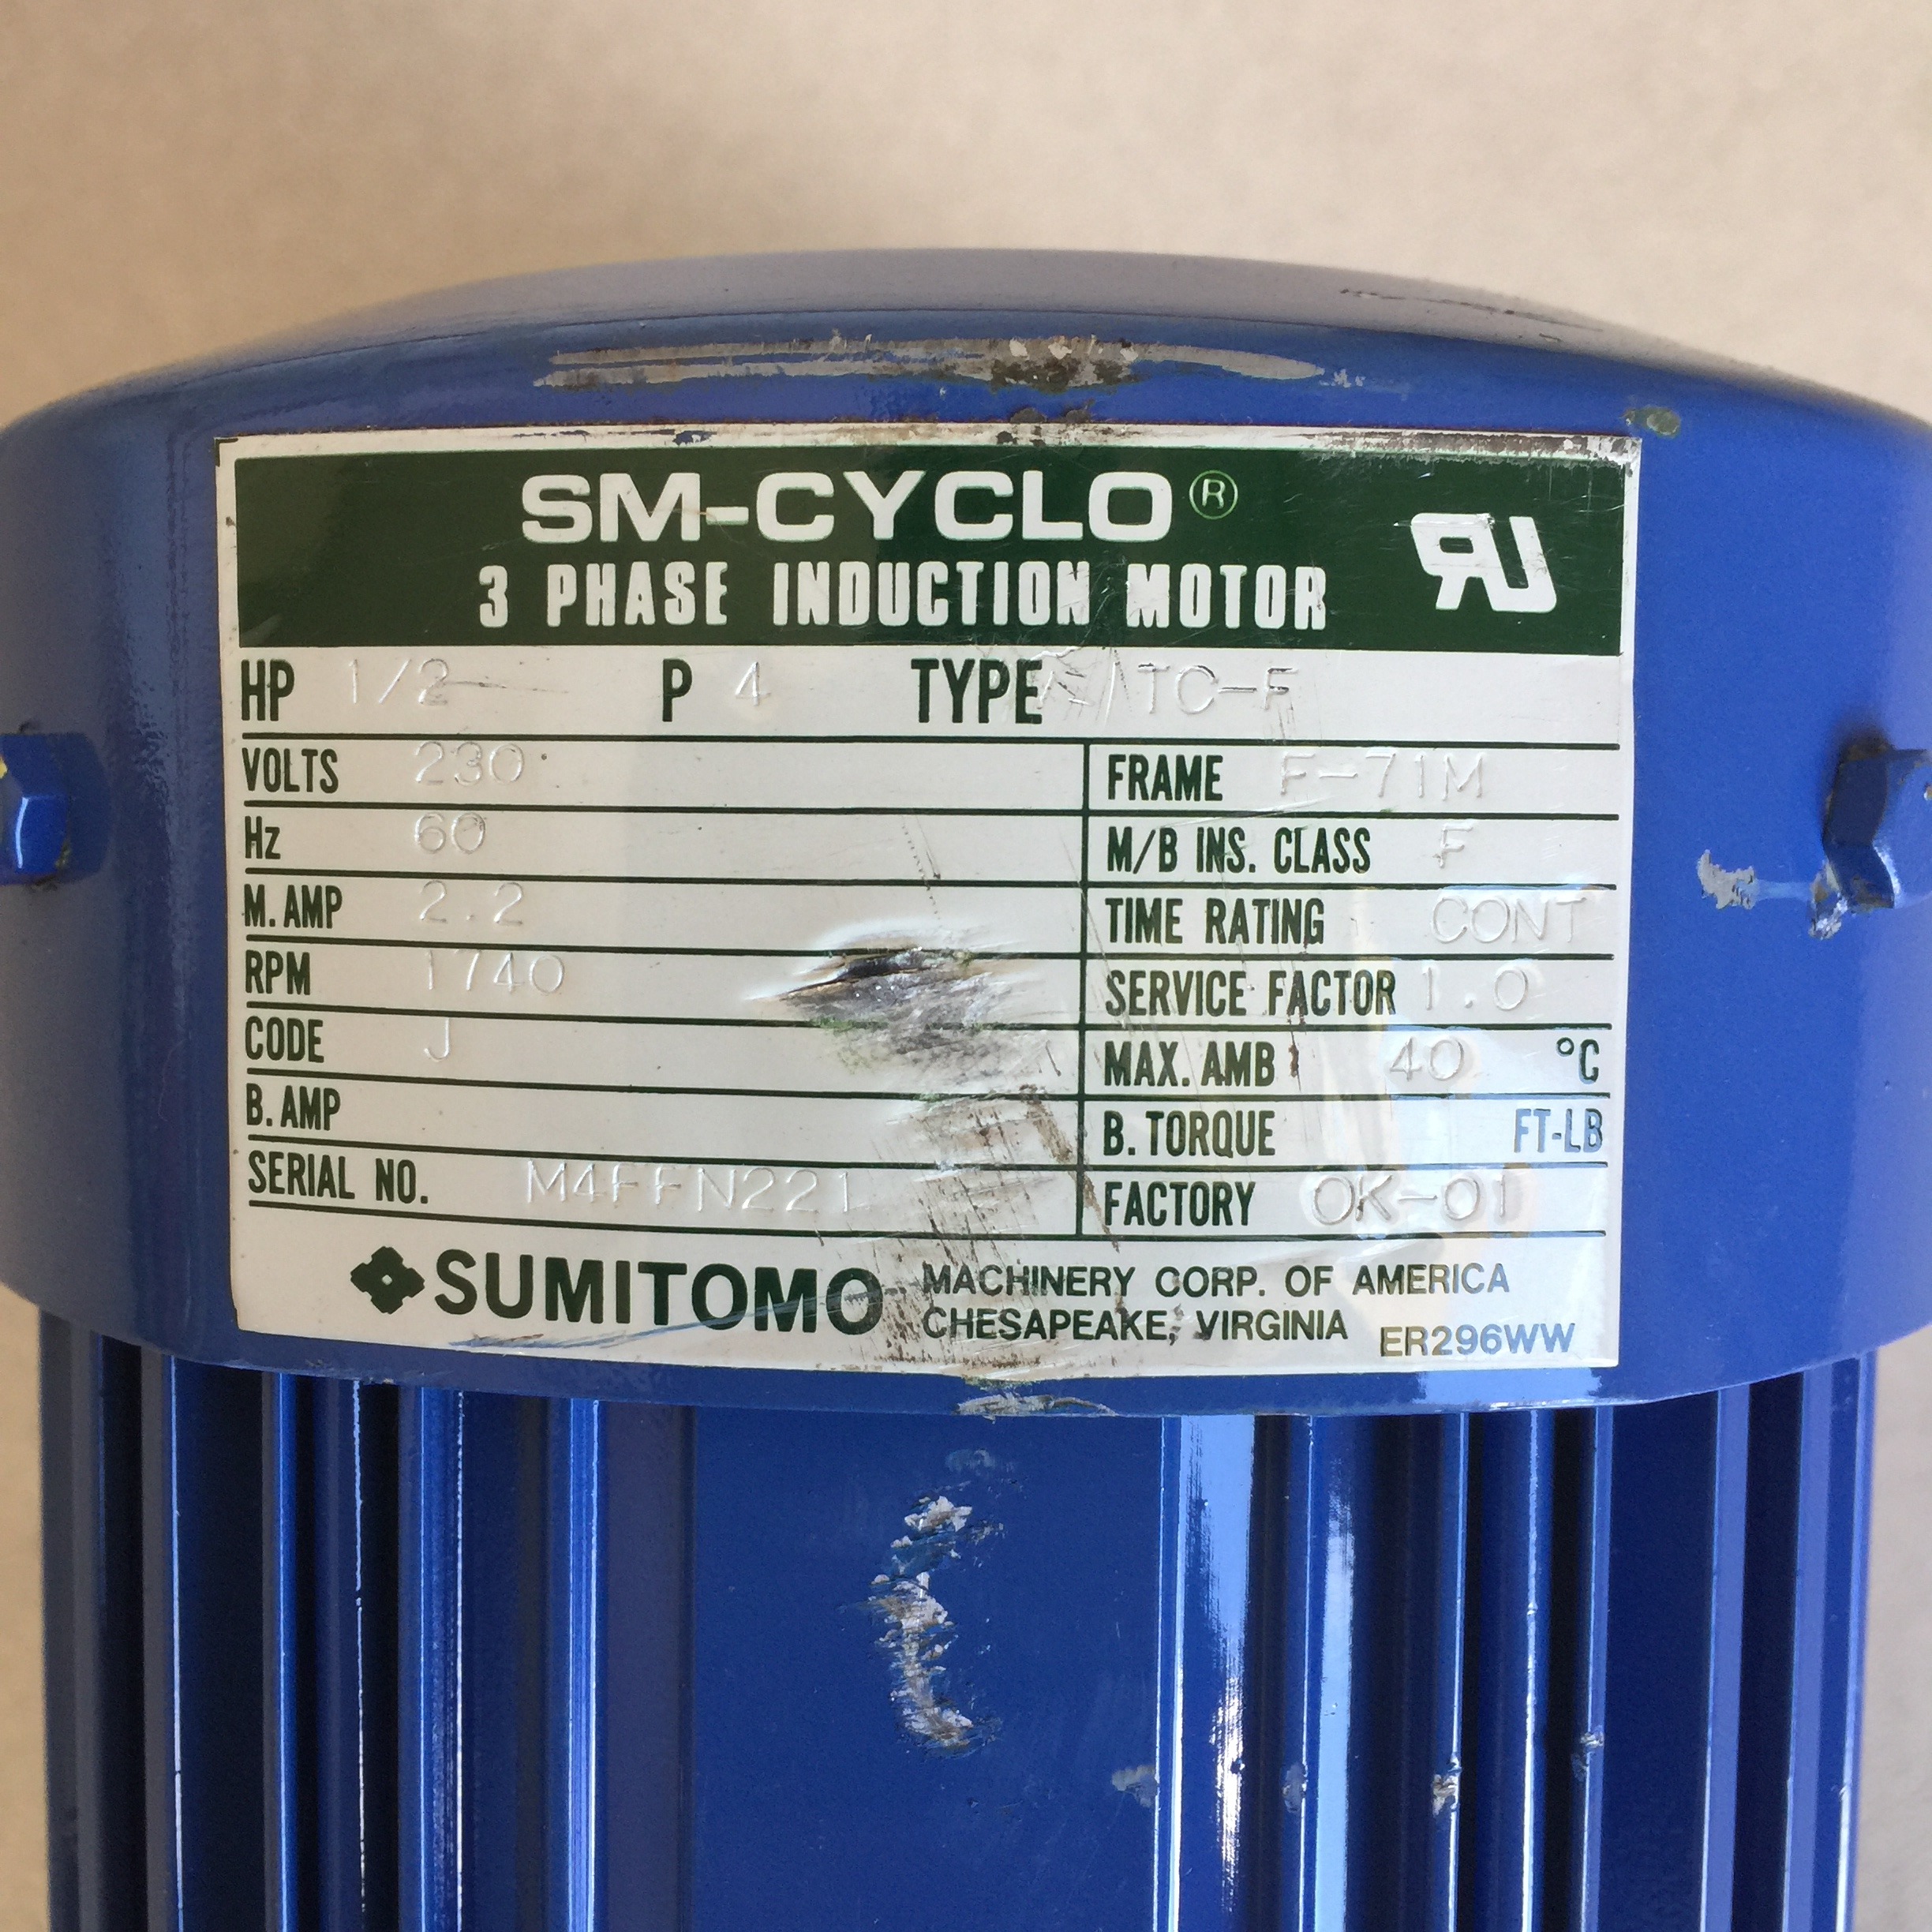 SM-CYCLO®
3 PHASE INDUCTION MOTOR
RU
HP 1/2 P 4 TYPE TC-F
VOLTS 230 FRAME F-71M
Hz 60 M/B INS. CLASS F
M. AMP 2.2 TIME RATING CONT
RPM 1740 SERVICE FACTOR 1.0
CODE J MAX. AMB 40 °C
B. AMP B. TORQUE FT-LB
SERIAL NO. M4FFN221 FACTORY OK-01
SUMITOMO MACHINERY CORP. OF AMERICA
CHESAPEAKE, VIRGINIA ER296WW